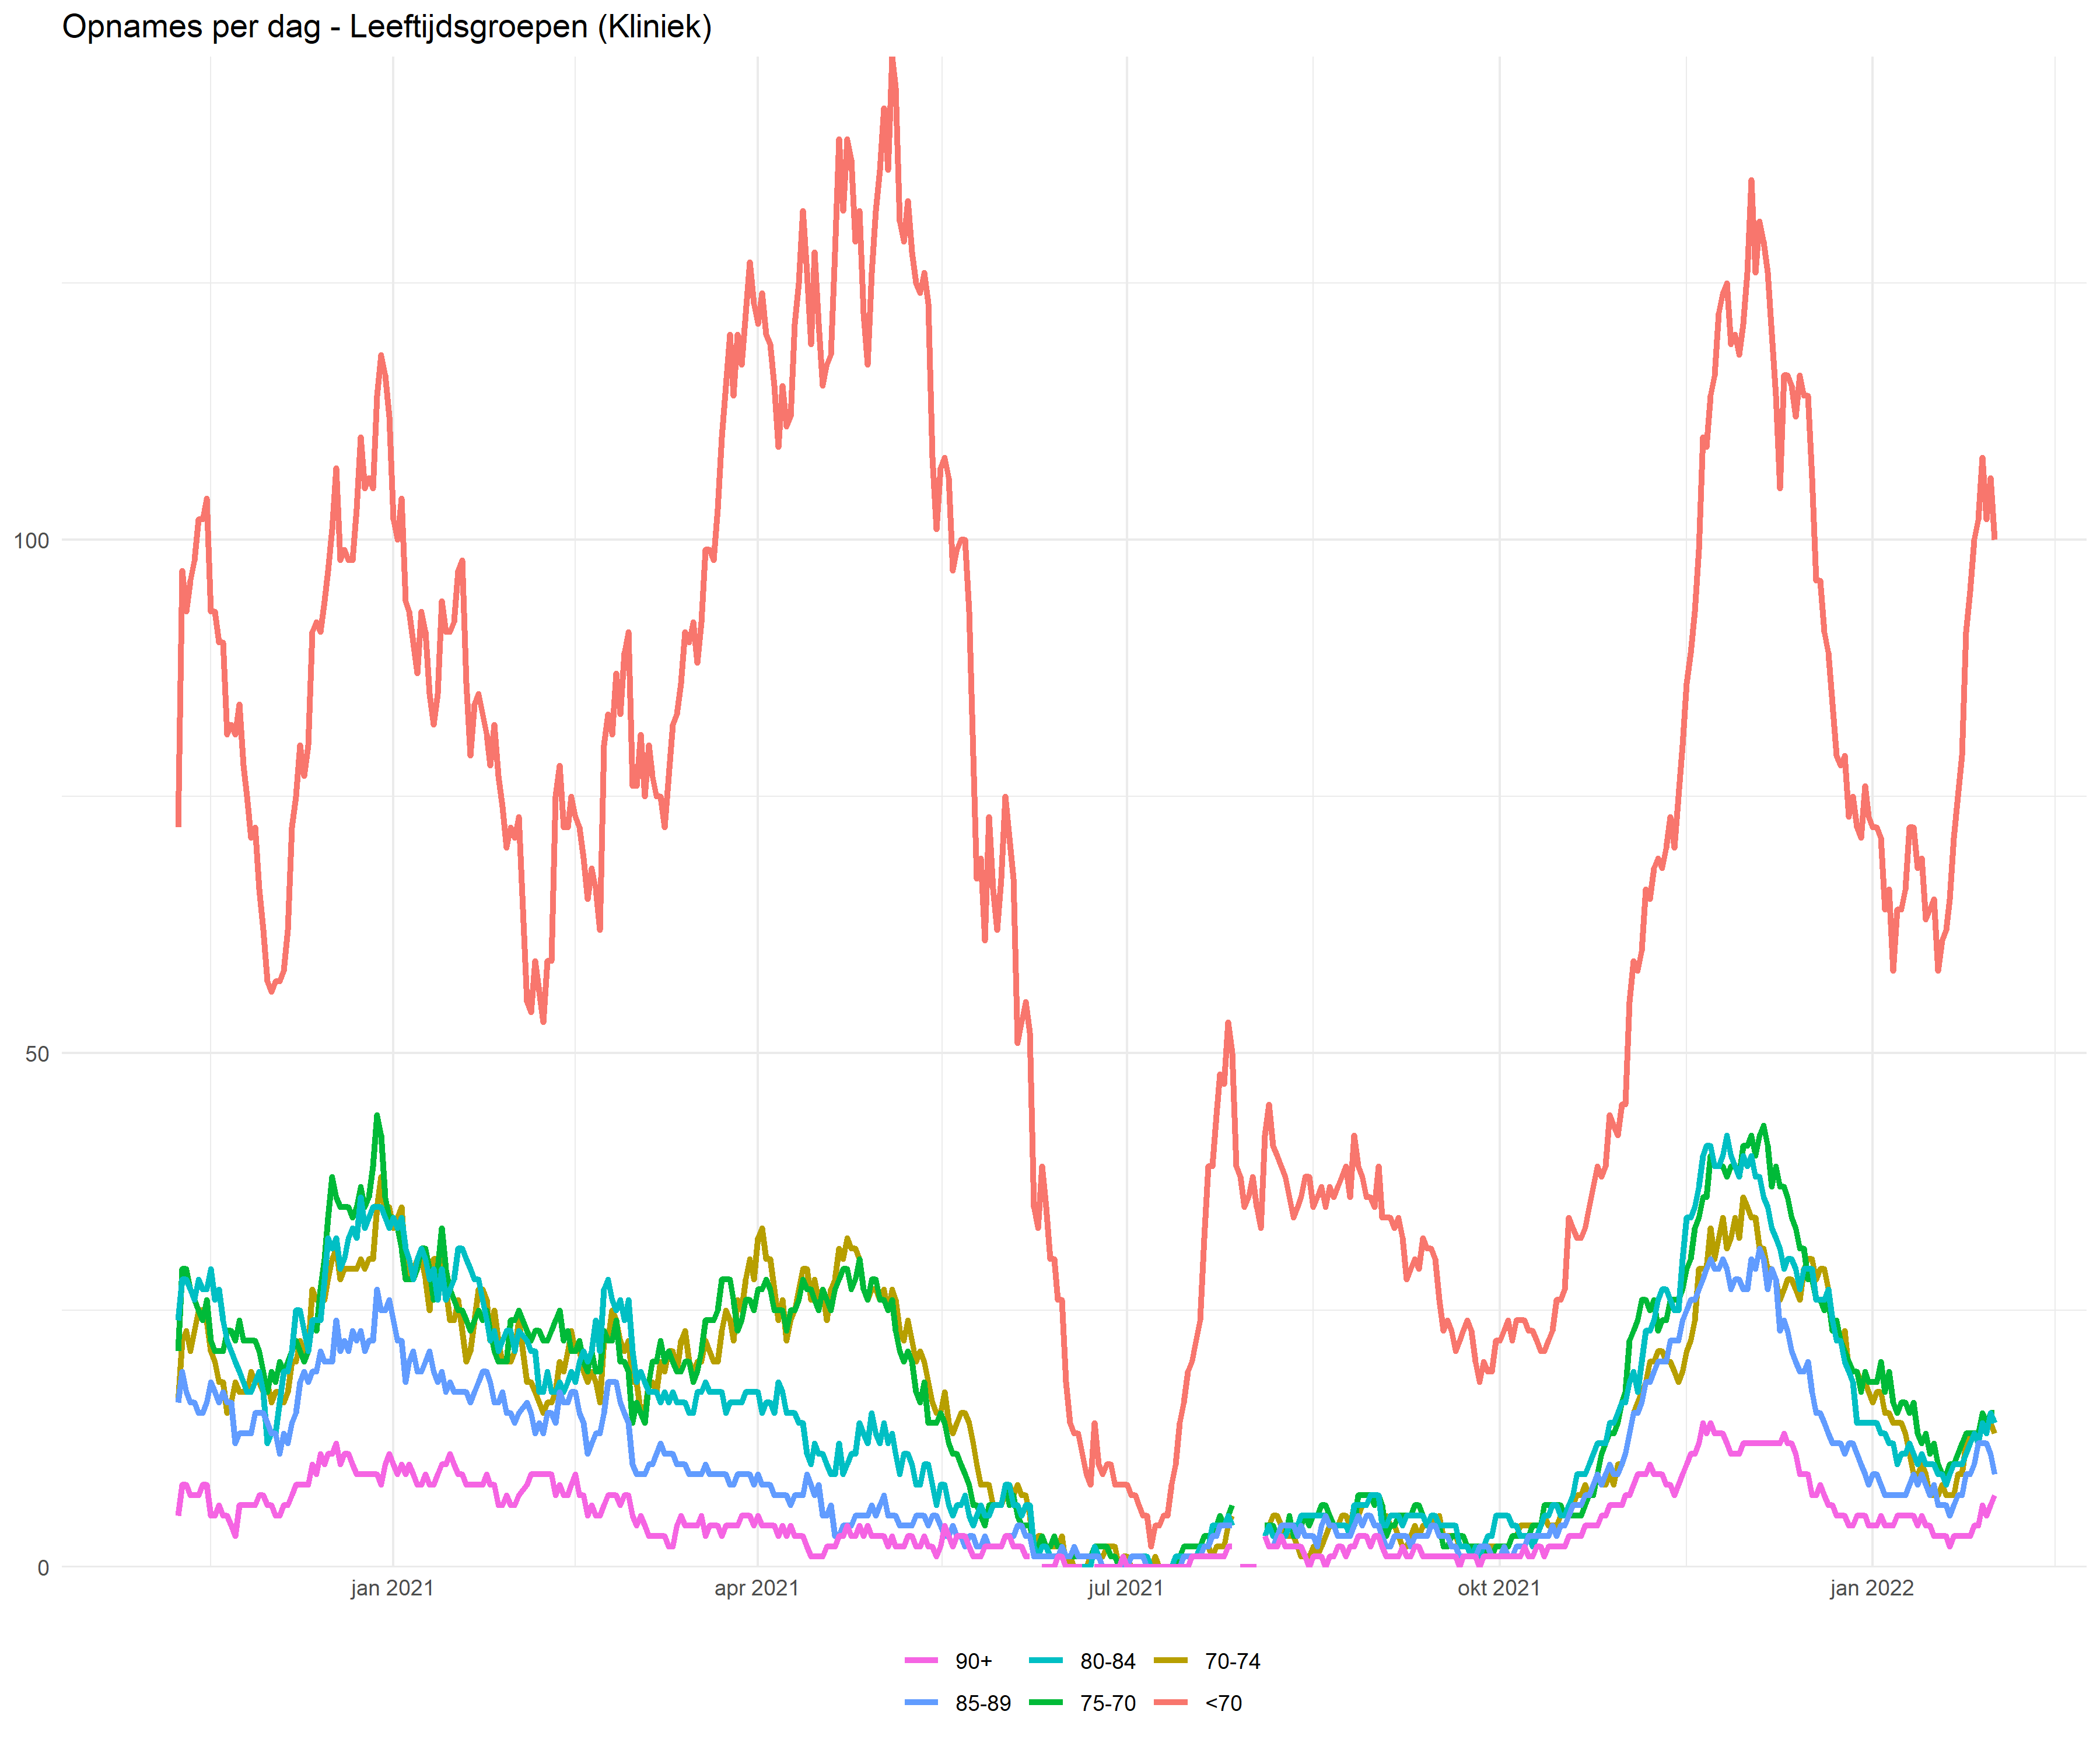 Opnames per dag - Leeftijdsgroepen (Kliniek)
100
50
0
jan 2021 apr 2021 jul 2021 okt 2021 jan 2022
90+ 80-84 70-74
85-89 75-70 <70